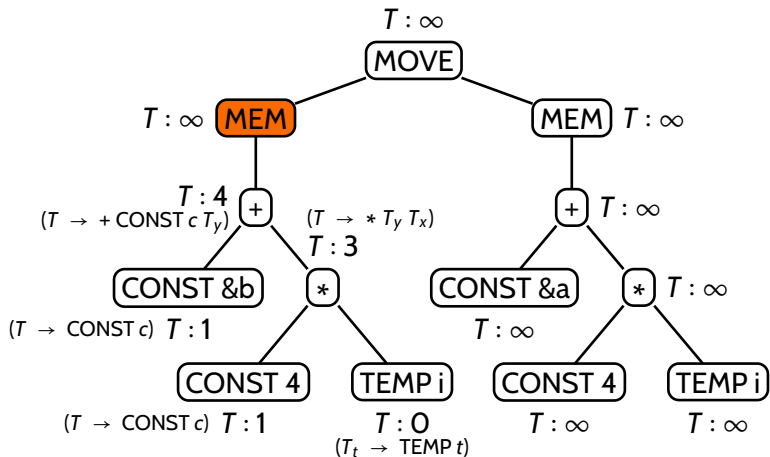 T : ∞
MOVE
T : ∞ MEM MEM T : ∞
T : 4
(T → + CONST c T_y) + (T → * T_y T_x) + T : ∞
T : 3
CONST &b * CONST &a * T : ∞
(T → CONST c) T : 1 T : ∞
CONST 4 TEMP i CONST 4 TEMP i
(T → CONST c) T : 1 T : 0 T : ∞ T : ∞
(T_t → TEMP t)